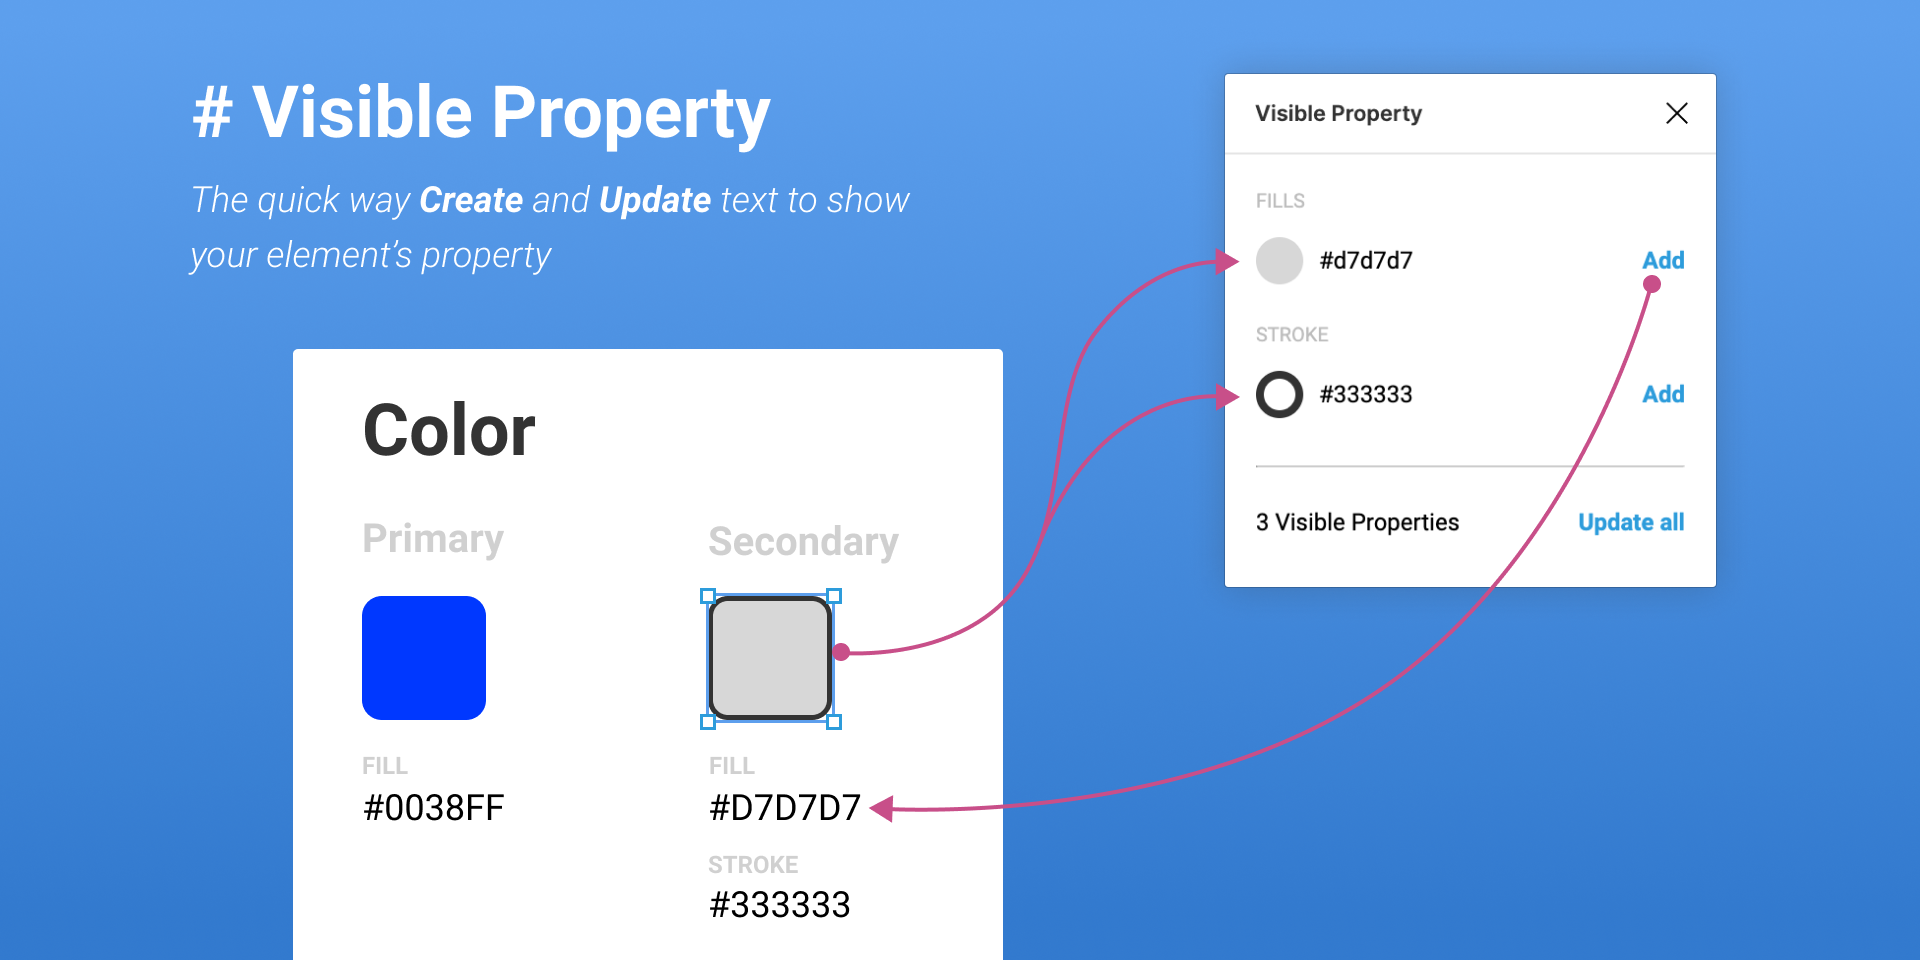 # Visible Property
The quick way Create and Update text to show
your element’s property
Color
Primary
Secondary
FILL
#0038FF
FILL
#D7D7D7
STROKE
#333333
Visible Property
FILLS
#d7d7d7
Add
STROKE
#333333
Add
3 Visible Properties
Update all